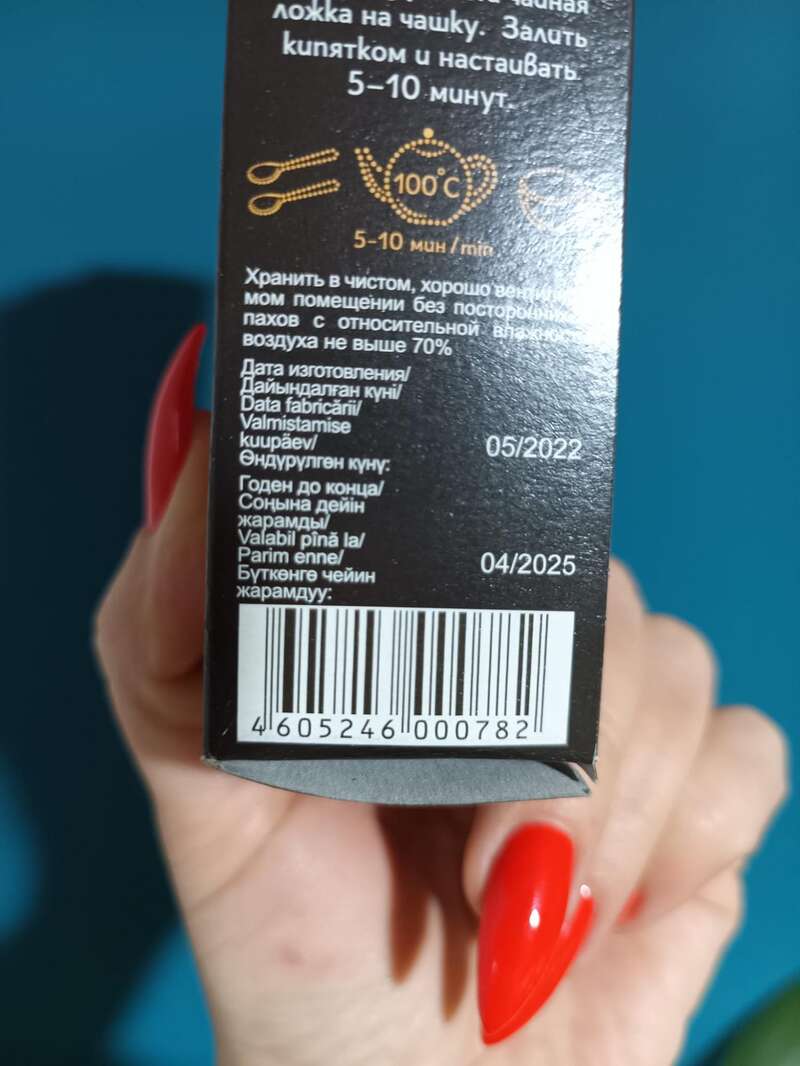 чайная
ложка на чашку. Залить
кипятком и настаивать
5–10 минут.
100°C
5-10 мин/min
Хранить в чистом, хорошо
мом помещении без посторонних
пахов с относительной
воздуха не выше 70%
Дата изготовления/
Дайындалған күні/
Data fabricării/
Valmistamise
kuupäev/
Өндүрүлгөн күнү: 05/2022
Годен до конца/
Соңына дейін
жарамды/
Valabil pînă la/
Parim enne/ 04/2025
Бүткөнгө чейин
жарамдуу:
4 605246 000782